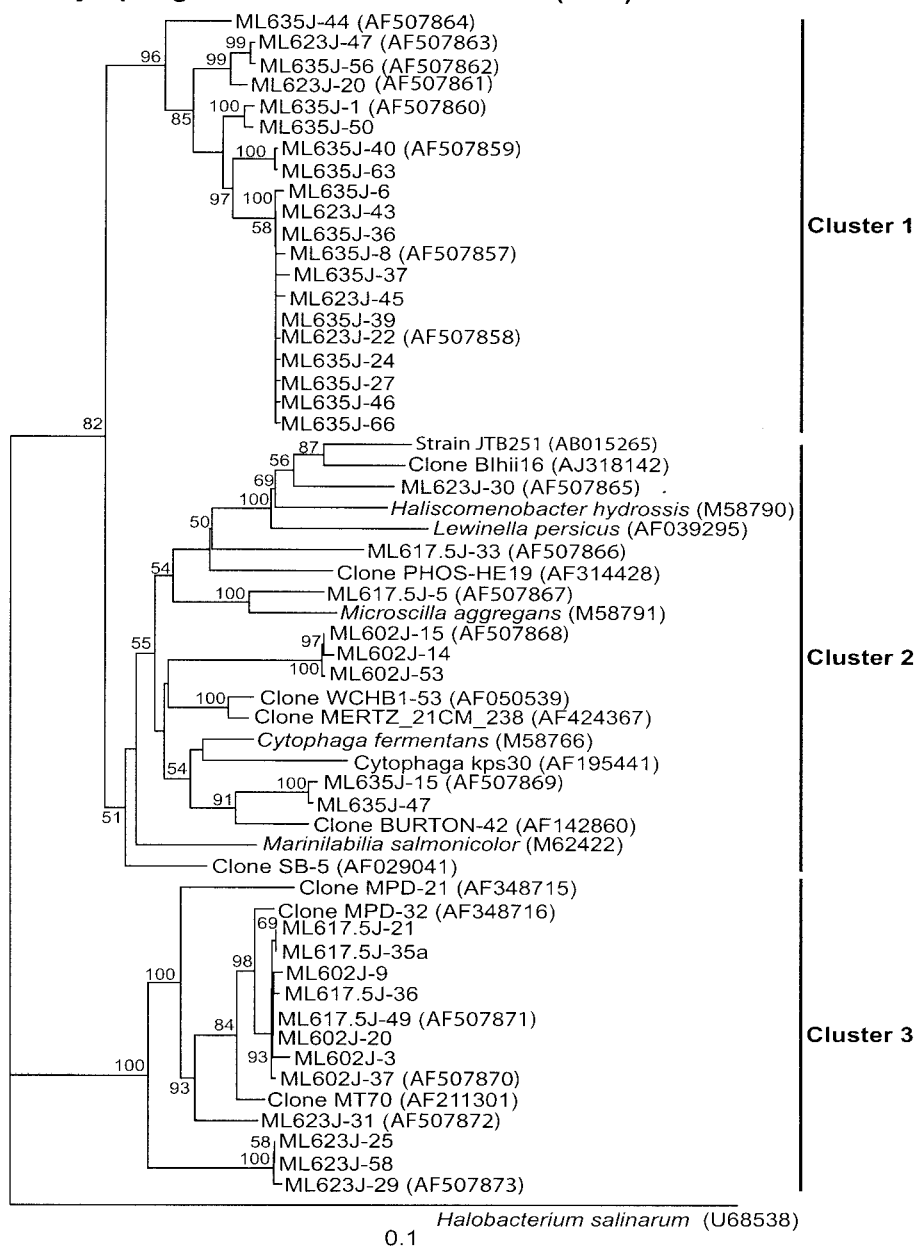 ML635J-44 (AF507864)
96
99
ML623J-47 (AF507863)
99
ML635J-56 (AF507862)
ML623J-20 (AF507861)
85
100
ML635J-1 (AF507860)
ML635J-50
100
ML635J-40 (AF507859)
ML635J-63
97
100
ML635J-6
ML623J-43
58
ML635J-36
Cluster 1
ML635J-8 (AF507857)
ML635J-37
ML623J-45
ML635J-39
ML623J-22 (AF507858)
ML635J-24
ML635J-27
ML635J-46
ML635J-66
82
87
Strain JTB251 (AB015265)
56
Clone Blhii16 (AJ318142)
69
ML623J-30 (AF507865)
100
Haliscomenobacter hydrossis (M58790)
50
Lewinella persicus (AF039295)
ML617.5J-33 (AF507866)
54
Clone PHOS-HE19 (AF314428)
100
ML617.5J-5 (AF507867)
Microscilla aggregans (M58791)
55
97
ML602J-15 (AF507868)
ML602J-14
Cluster 2
100
ML602J-53
100
Clone WCHB1-53 (AF050539)
Clone MERTZ_21CM_238 (AF424367)
Cytophaga fermentans (M58766)
54
Cytophaga kps30 (AF195441)
100
ML635J-15 (AF507869)
91
ML635J-47
51
Clone BURTON-42 (AF142860)
Marinilabilia salmonicolor (M62422)
Clone SB-5 (AF029041)
Clone MPD-21 (AF348715)
Clone MPD-32 (AF348716)
69
ML617.5J-21
ML617.5J-35a
98
100
ML602J-9
ML617.5J-36
84
ML617.5J-49 (AF507871)
ML602J-20
Cluster 3
93
ML602J-3
100
93
ML602J-37 (AF507870)
Clone MT70 (AF211301)
ML623J-31 (AF507872)
58
ML623J-25
100
ML623J-58
ML623J-29 (AF507873)
Halobacterium salinarum (U68538)
0.1